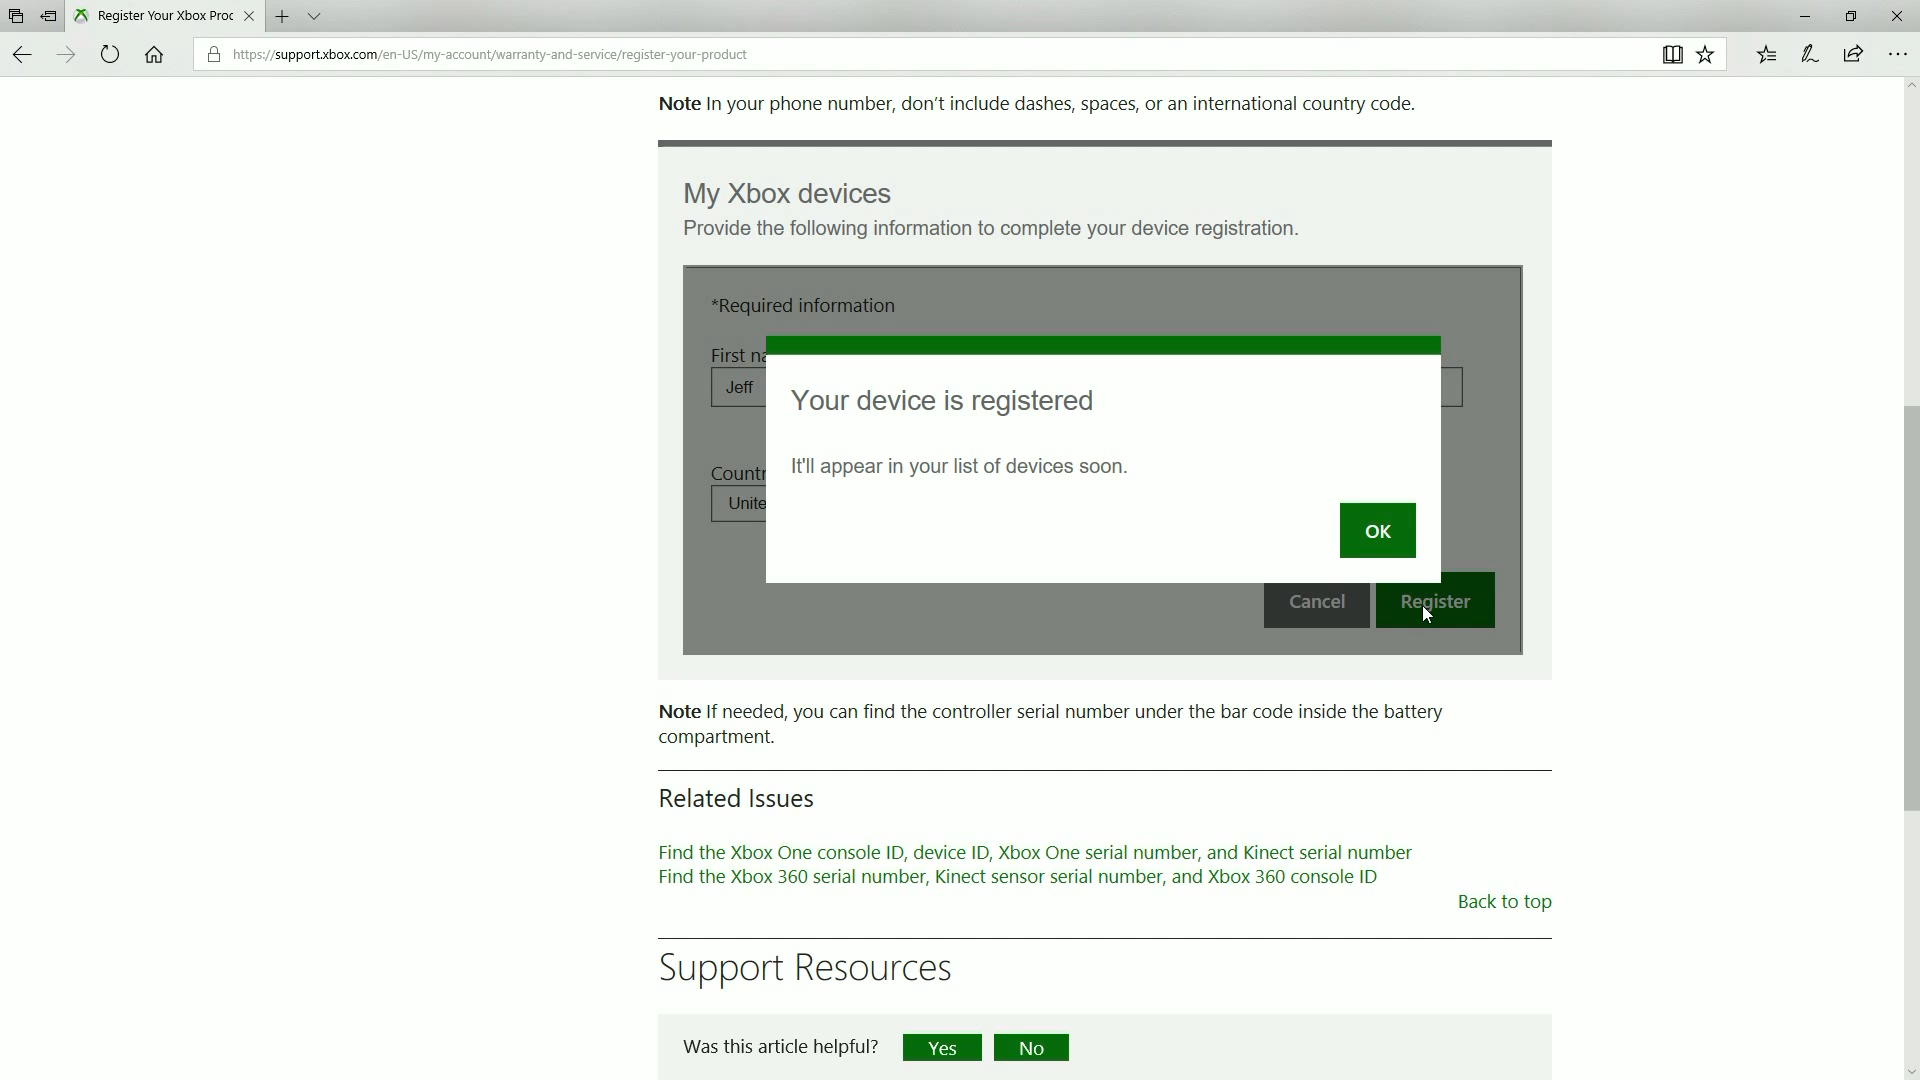 Register Your Xbox Proc
https://support.xbox.com/en-US/my-account/warranty-and-service/register-your-product
Note In your phone number, don't include dashes, spaces, or an international country code.
My Xbox devices
Provide the following information to complete your device registration.
*Required information
First na
Jeff
Your device is registered
It'll appear in your list of devices soon.
Countr
Unite
OK
Cancel
Register
Note If needed, you can find the controller serial number under the bar code inside the battery
compartment.
Related Issues
Find the Xbox One console ID, device ID, Xbox One serial number, and Kinect serial number
Find the Xbox 360 serial number, Kinect sensor serial number, and Xbox 360 console ID
Back to top
Support Resources
Was this article helpful?
Yes
No